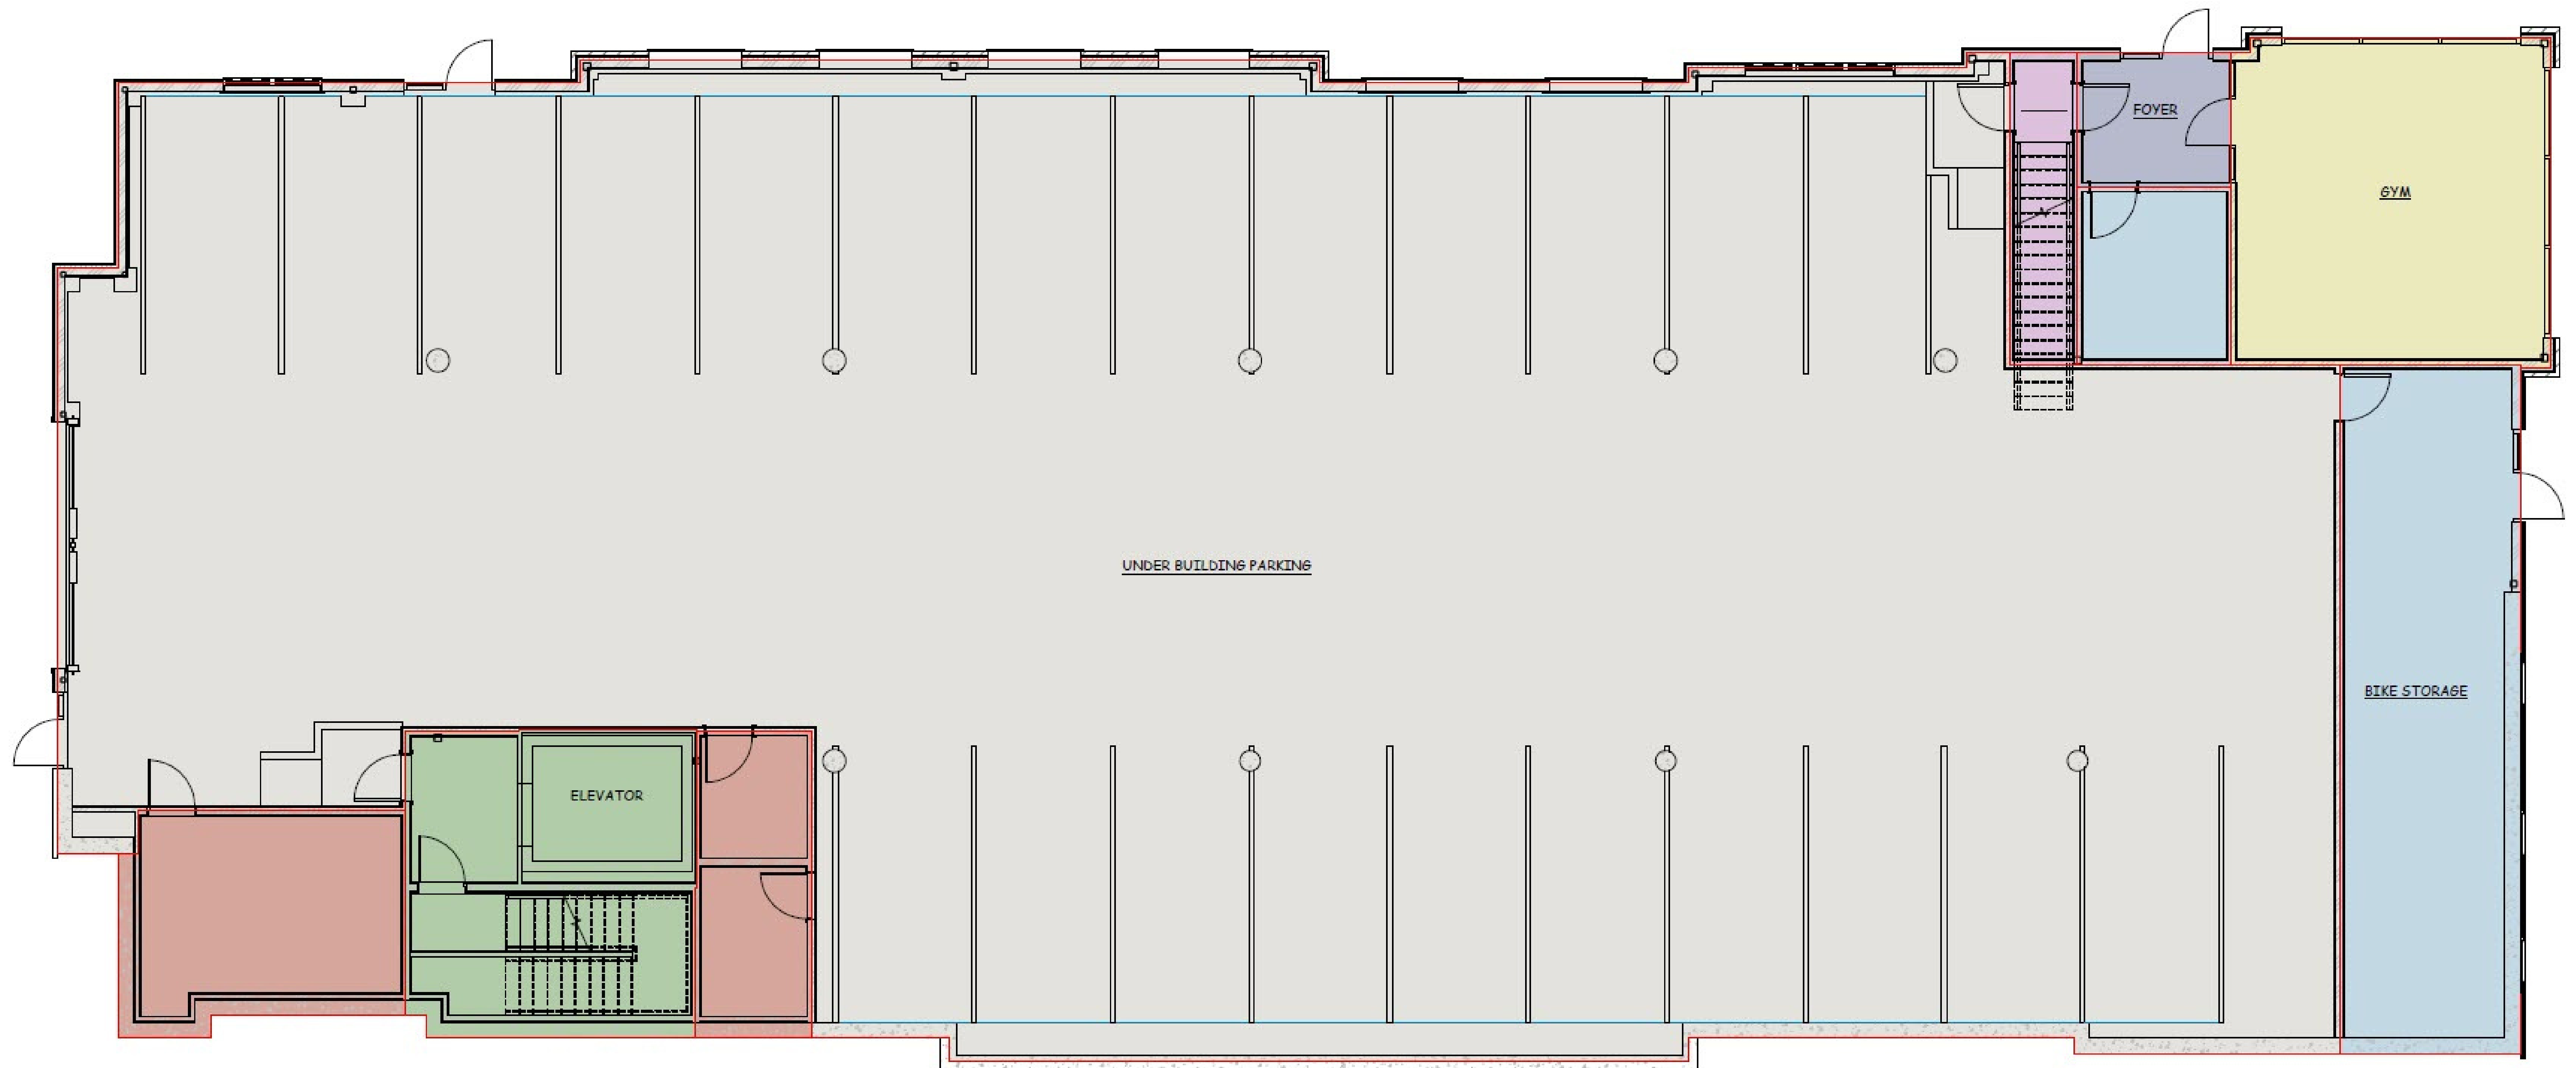 FOYER
GYM
UNDER BUILDING PARKING
BIKE STORAGE
ELEVATOR